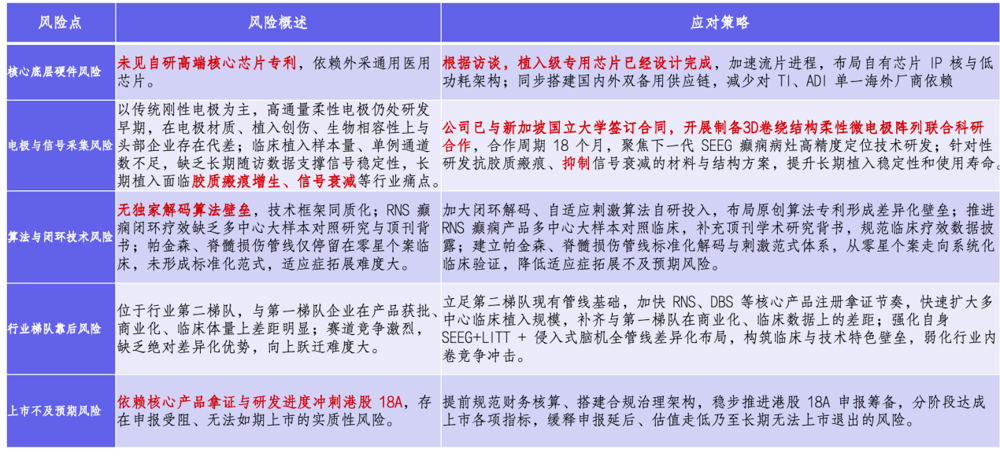 风险点
风险概述
应对策略
核心底层硬件风险
未见自研高端核心芯片专利，依赖外采通用医用
芯片。
根据访谈，植入级专用芯片已经设计完成，加速流片进程，布局自有芯片 IP 核与低
功耗架构；同步搭建国内外双备用供应链，减少对 TI、ADI 单一海外厂商依赖
电极与信号采集风险
以传统刚性电极为主，高通量柔性电极仍处研发
早期，在电极材质、植入创伤、生物相容性上与
头部企业存在代差；临床植入样本量、单例通道
数不足，缺乏长期随访数据支撑信号稳定性，长
期植入面临胶质瘢痕增生、信号衰减等行业痛点。
公司已与新加坡国立大学签订合同，开展制备3D卷绕结构柔性微电极阵列联合科研
合作，合作周期 18 个月，聚焦下一代 SEEG 癫痫病灶高精度定位技术研发；针对性
研发抗胶质瘢痕、抑制信号衰减的材料与结构方案，提升长期植入稳定性和使用寿命。
算法与闭环技术风险
无独家解码算法壁垒，技术框架同质化；RNS 癫
痫闭环疗效缺乏多中心大样本对照研究与顶刊背
书；帕金森、脊髓损伤管线仅停留在零星个案临
床，未形成标准化范式，适应症拓展难度大。
加大闭环解码、自适应刺激算法自研投入，布局原创算法专利形成差异化壁垒；推进
RNS 癫痫产品多中心大样本对照临床，补充顶刊学术研究背书，规范临床疗效数据披
露；建立帕金森、脊髓损伤管线标准化解码与刺激范式体系，从零星个案走向系统化
临床验证，降低适应症拓展不及预期风险。
行业梯队靠后风险
位于行业第二梯队，与第一梯队企业在产品获批、
商业化、临床体量上差距明显；赛道竞争激烈，
缺乏绝对差异化优势，向上跃迁难度大。
立足第二梯队现有管线基础，加快 RNS、DBS 等核心产品注册拿证节奏，快速扩大多
中心临床植入规模，补齐与第一梯队在商业化、临床数据上的差距；强化自身
SEEG+LITT + 侵入式脑机全管线差异化布局，构筑临床与技术特色壁垒，弱化行业内
卷竞争冲击。
上市不及预期风险
依赖核心产品拿证与研发进度冲刺港股 18A，存
在申报受阻、无法如期上市的实质性风险。
提前规范财务核算、搭建合规治理架构，稳步推进港股 18A 申报筹备，分阶段达成
上市各项指标，缓释申报延后、估值走低乃至长期无法上市退出的风险。